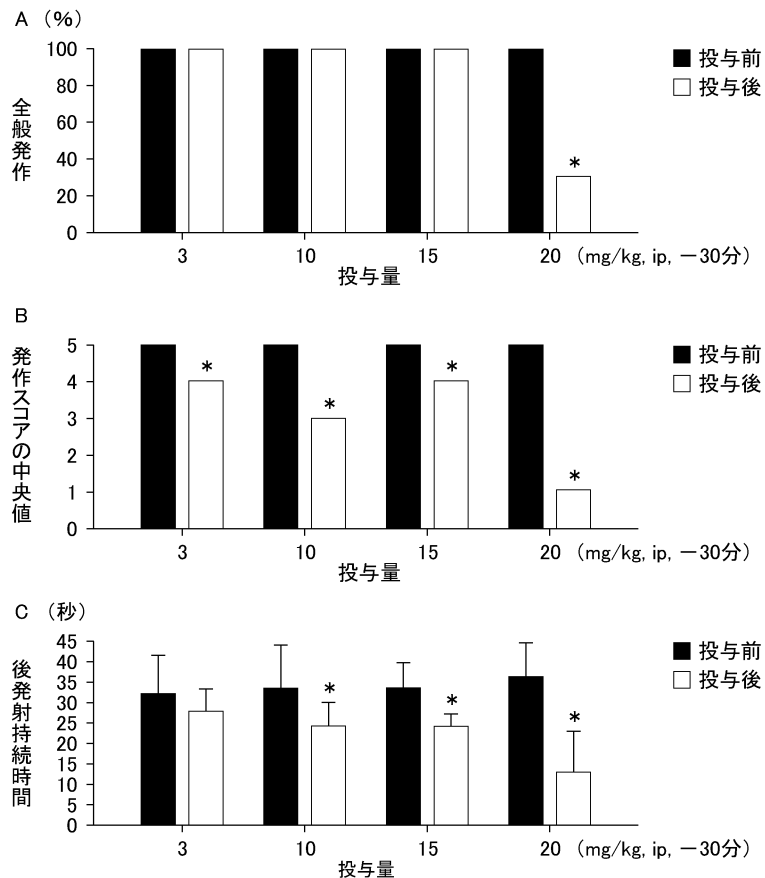 A (%)
全般発作
100
80
60
40
20
0
*
3 10 15 20 (mg/kg, ip, −30分)
投与量
投与前
投与後
B
発作スコアの中央値
5
4
3
2
1
0
* * * *
3 10 15 20 (mg/kg, ip, −30分)
投与量
投与前
投与後
C (秒)
後発射持続時間
45
40
35
30
25
20
15
10
5
0
* * *
3 10 15 20 (mg/kg, ip, −30分)
投与量
投与前
投与後